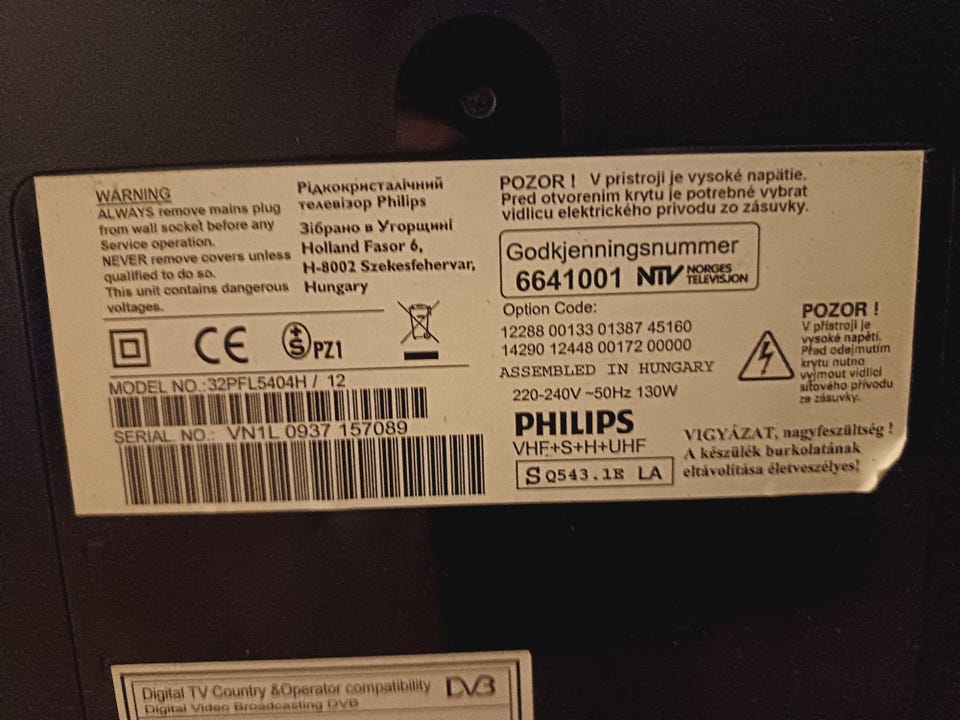 WARNING
ALWAYS remove mains plug
from wall socket before any
Service operation.
NEVER remove covers unless
qualified to do so.
This unit contains dangerous
voltages.
Рідкокристалічний
телевізор Philips
Зібрано в Угорщині
Holland Fasor 6,
H-8002 Szekesfehervar,
Hungary
POZOR ! V pristroji je vysoké napätie.
Pred otvorením krytu je potrebné vybrat
vidlicu elektrického privodu zo zásuvky.
Godkjenningsnummer
6641001 NTV NORGES
TELEVISJON
Option Code:
12288 00133 01387 45160
14290 12448 00172 00000
ASSEMBLED IN HUNGARY
220-240V ~50Hz 130W
PHILIPS
VHF+S+H+UHF
S Q543.1E LA
POZOR !
V přístroji je
vysoké napětí.
Před odejmutím
krytu nutno
vyjmout vidlici
síťového přívodu
ze zásuvky.
VIGYÁZAT, nagyfeszültség !
A készülék burkolatának
eltávolítása életveszélyes!
CE
S PZ1
MODEL NO.:32PFL5404H / 12
SERIAL. NO.: VN1L 0937 157089
Digital TV Country &Operator compatibility DVB
Digital Video Broadcasting DVB